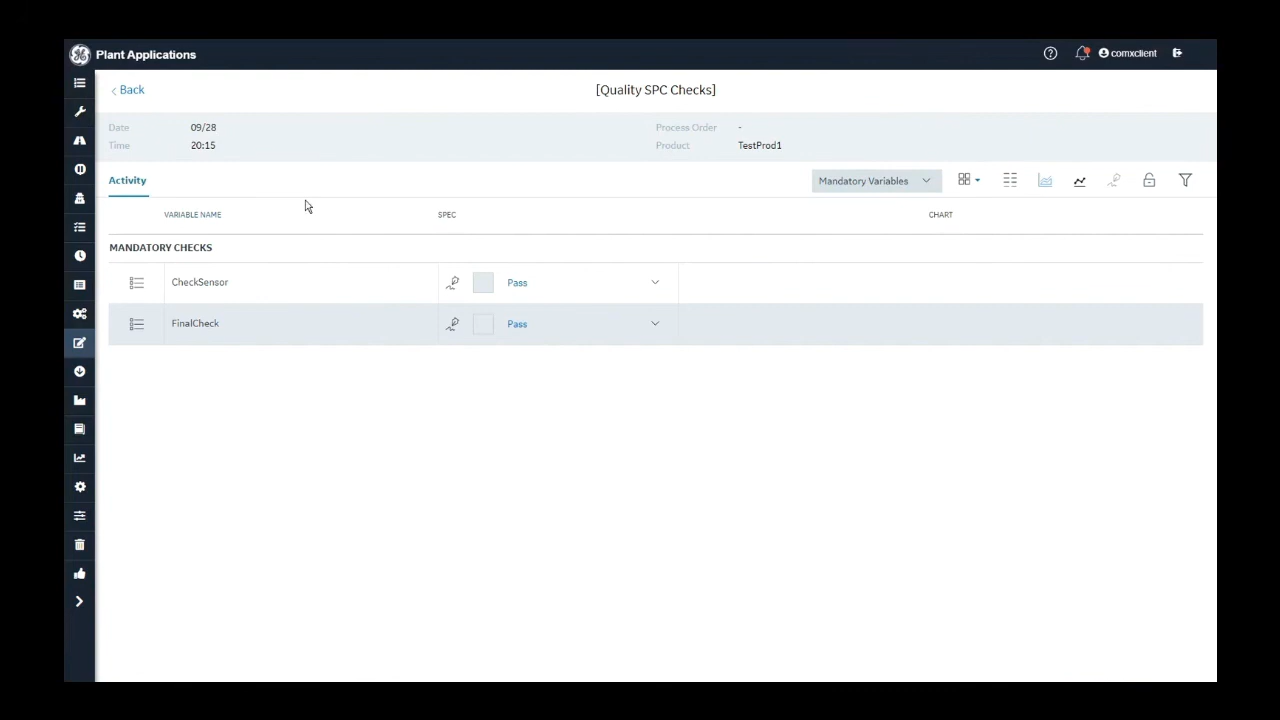 Plant Applications
comxclient
Back
[Quality SPC Checks]
Date 09/28
Process Order -
Time 20:15
Product TestProd1
Activity
Mandatory Variables
VARIABLE NAME SPEC CHART
MANDATORY CHECKS
CheckSensor Pass
FinalCheck Pass